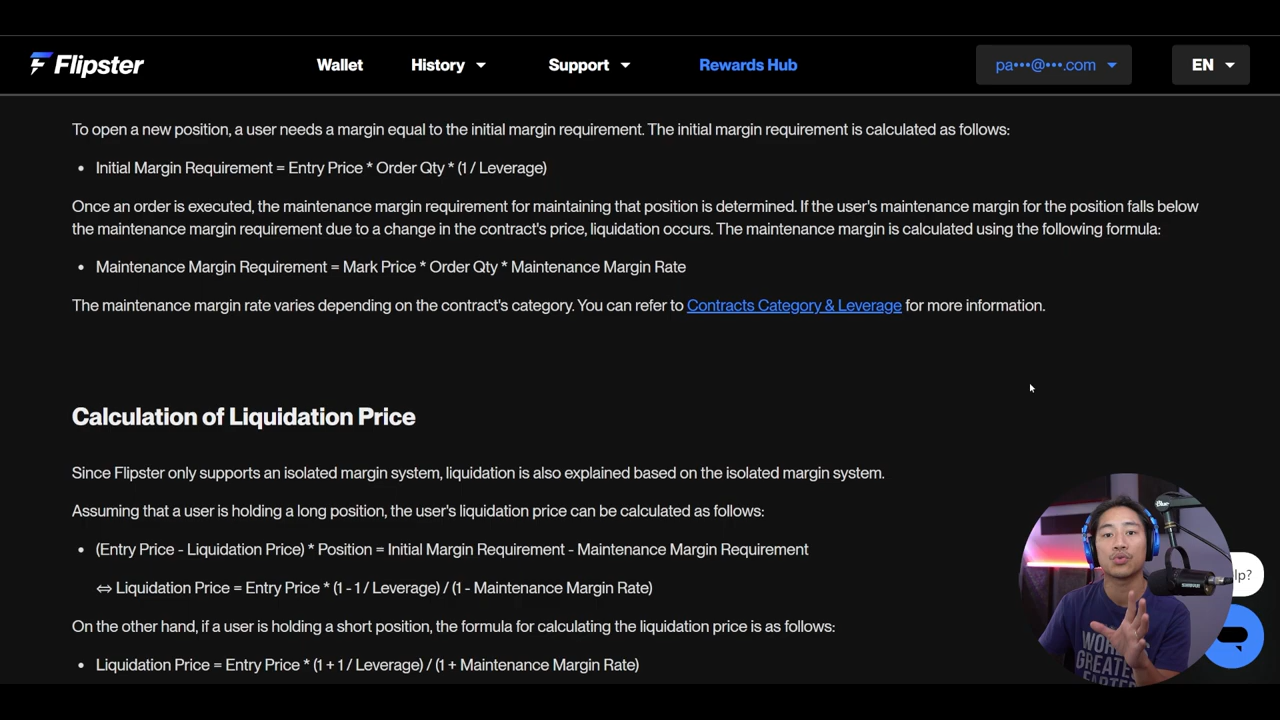 Flipster
Wallet
History
Support
Rewards Hub
pa•••@•••.com
EN
To open a new position, a user needs a margin equal to the initial margin requirement. The initial margin requirement is calculated as follows:
• Initial Margin Requirement = Entry Price * Order Qty * (1 / Leverage)
Once an order is executed, the maintenance margin requirement for maintaining that position is determined. If the user's maintenance margin for the position falls below
the maintenance margin requirement due to a change in the contract's price, liquidation occurs. The maintenance margin is calculated using the following formula:
• Maintenance Margin Requirement = Mark Price * Order Qty * Maintenance Margin Rate
The maintenance margin rate varies depending on the contract's category. You can refer to Contracts Category & Leverage for more information.
Calculation of Liquidation Price
Since Flipster only supports an isolated margin system, liquidation is also explained based on the isolated margin system.
Assuming that a user is holding a long position, the user's liquidation price can be calculated as follows:
• (Entry Price - Liquidation Price) * Position = Initial Margin Requirement - Maintenance Margin Requirement
⇔ Liquidation Price = Entry Price * (1 - 1 / Leverage) / (1 - Maintenance Margin Rate)
On the other hand, if a user is holding a short position, the formula for calculating the liquidation price is as follows:
• Liquidation Price = Entry Price * (1 + 1 / Leverage) / (1 + Maintenance Margin Rate)
lp?
Blue
SHURE
GREATES